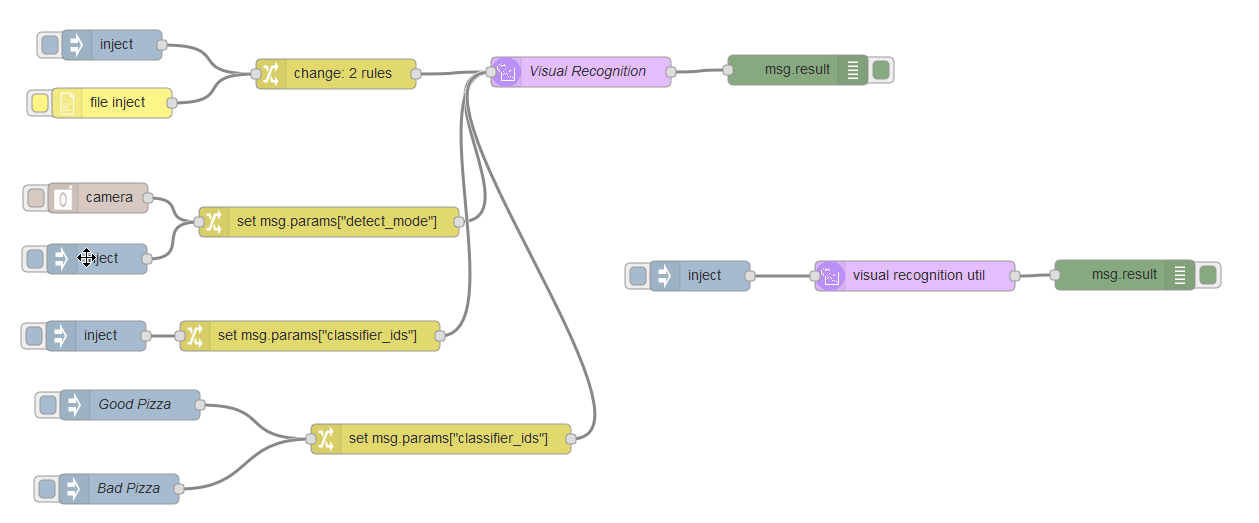 inject
change: 2 rules
Visual Recognition
msg.result
file inject
camera
set msg.params["detect_mode"]
inject
visual recognition util
msg.result
inject
set msg.params["classifier_ids"]
Good Pizza
set msg.params["classifier_ids"]
Bad Pizza